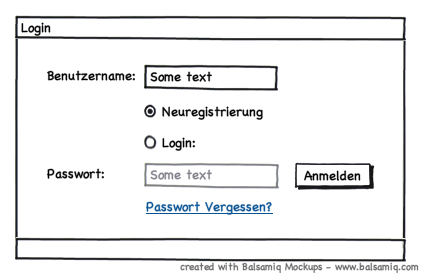 Login
Benutzername: Some text
Neuregistrierung
Login:
Passwort: Some text Anmelden
Passwort Vergessen?
created with Balsamiq Mockups - www.balsamiq.com